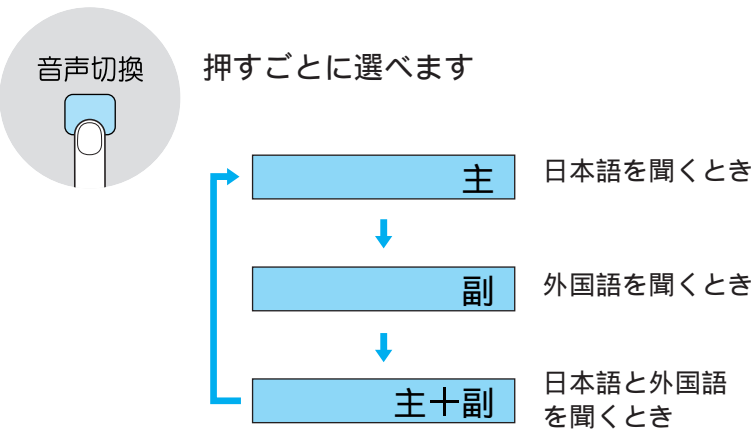 音声切換
押すごとに選べます
主
日本語を聞くとき
副
外国語を聞くとき
主＋副
日本語と外国語
を聞くとき